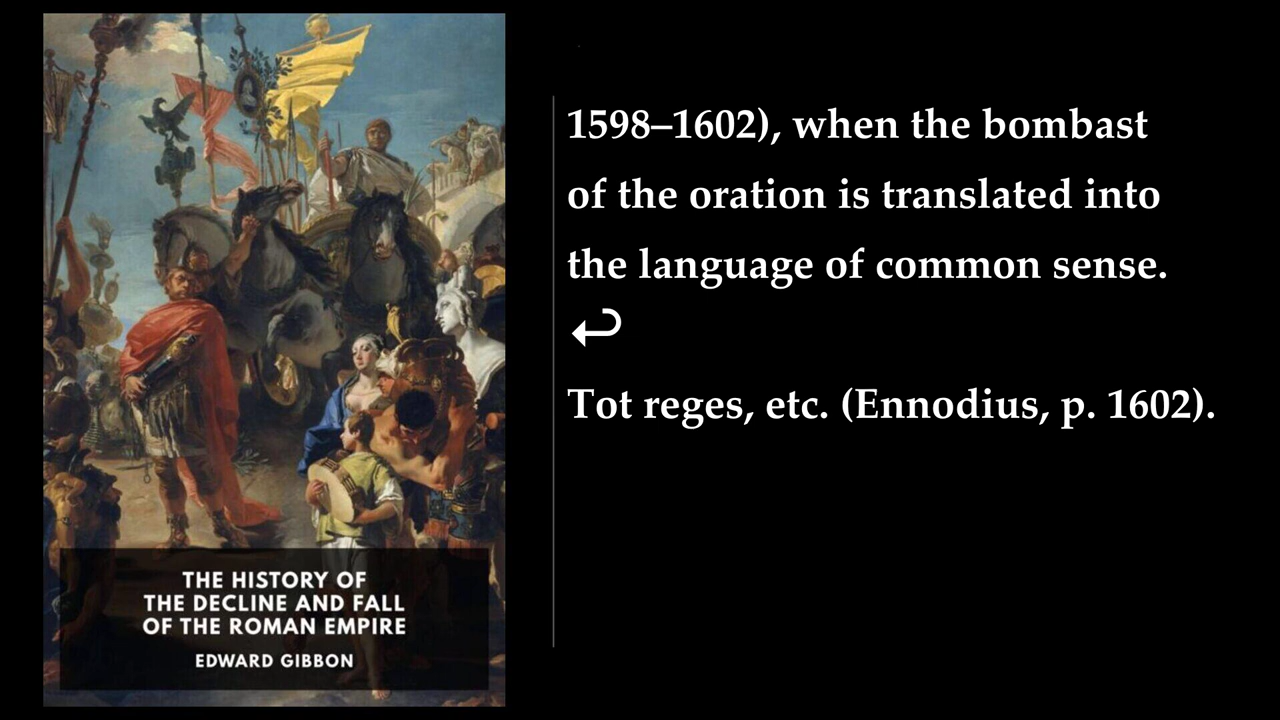 1598–1602), when the bombast
of the oration is translated into
the language of common sense.
↩
Tot reges, etc. (Ennodius, p. 1602).
THE HISTORY OF
THE DECLINE AND FALL
OF THE ROMAN EMPIRE
EDWARD GIBBON